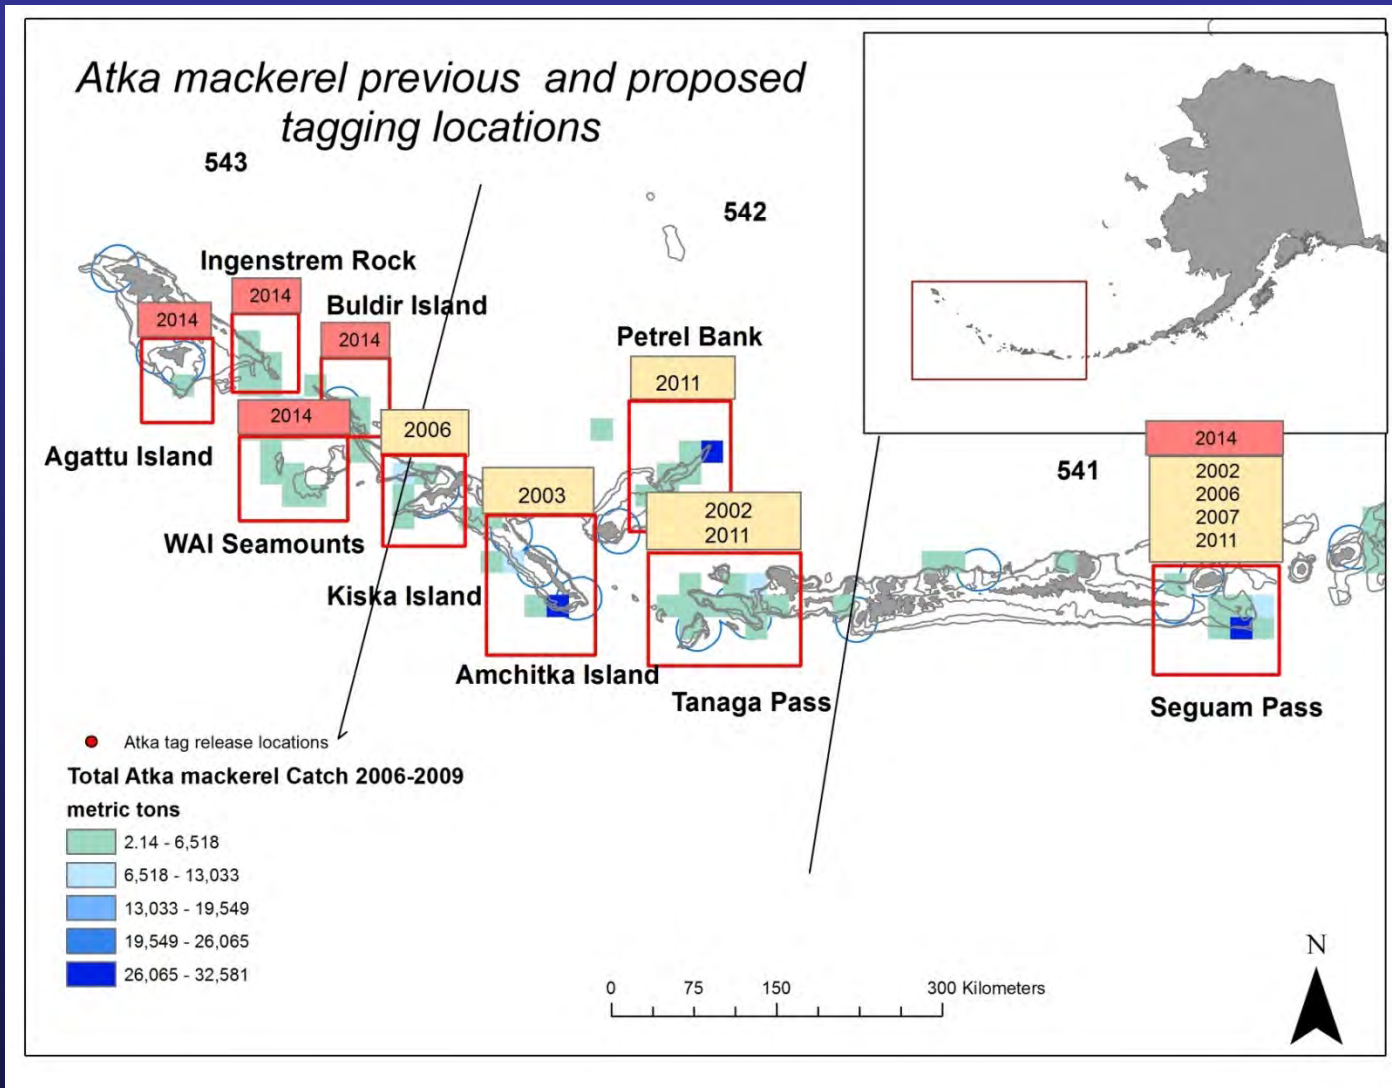 Atka mackerel previous and proposed
tagging locations
543
542
Ingenstrem Rock
2014
Buldir Island
2014
2014
Petrel Bank
2011
2014
2006
Agattu Island
541
2014
2002
2006
2007
2011
2003
2002
2011
WAI Seamounts
Kiska Island
Amchitka Island
Tanaga Pass
Seguam Pass
Atka tag release locations
Total Atka mackerel Catch 2006-2009
metric tons
2.14 - 6,518
6,518 - 13,033
13,033 - 19,549
19,549 - 26,065
26,065 - 32,581
0 75 150 300 Kilometers
N